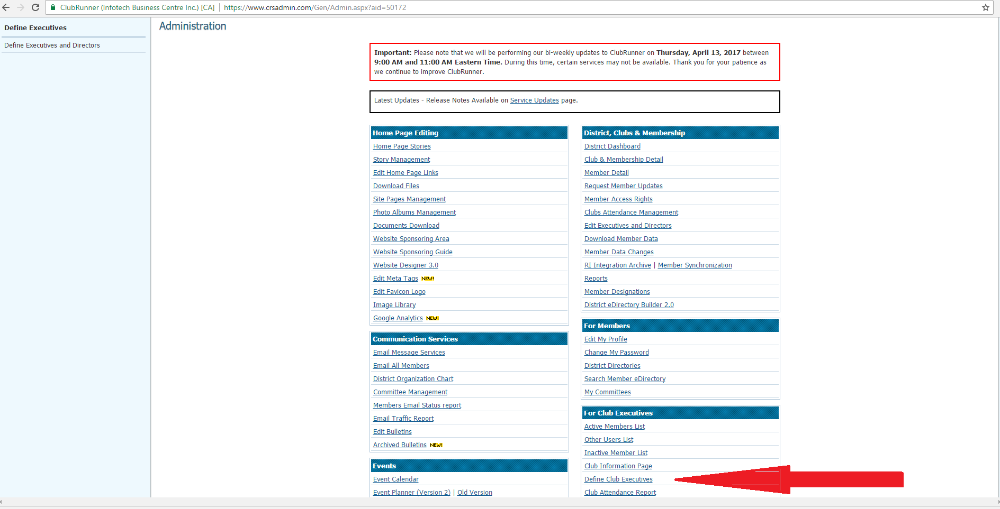 ClubRunner (Infotech Business Centre Inc.) [CA] | https://www.crsadmin.com/Gen/Admin.aspx?aid=50172
Define Executives
Define Executives and Directors
Administration
Important: Please note that we will be performing our bi-weekly updates to ClubRunner on Thursday, April 13, 2017 between
9:00 AM and 11:00 AM Eastern Time. During this time, certain services may not be available. Thank you for your patience as
we continue to improve ClubRunner.
Latest Updates - Release Notes Available on Service Updates page.
Home Page Editing
Home Page Stories
Story Management
Edit Home Page Links
Download Files
Site Pages Management
Photo Albums Management
Documents Download
Website Sponsoring Area
Website Sponsoring Guide
Website Designer 3.0
Edit Meta Tags NEW!
Edit Favicon Logo
Image Library
Google Analytics NEW!
Communication Services
Email Message Services
Email All Members
District Organization Chart
Committee Management
Members Email Status report
Email Traffic Report
Edit Bulletins
Archived Bulletins NEW!
Events
Event Calendar
Event Planner (Version 2) | Old Version
District, Clubs & Membership
District Dashboard
Club & Membership Detail
Member Detail
Request Member Updates
Member Access Rights
Clubs Attendance Management
Edit Executives and Directors
Download Member Data
Member Data Changes
RI Integration Archive | Member Synchronization
Reports
Member Designations
District eDirectory Builder 2.0
For Members
Edit My Profile
Change My Password
District Directories
Search Member eDirectory
My Committees
For Club Executives
Active Members List
Other Users List
Inactive Member List
Club Information Page
Define Club Executives
Club Attendance Report